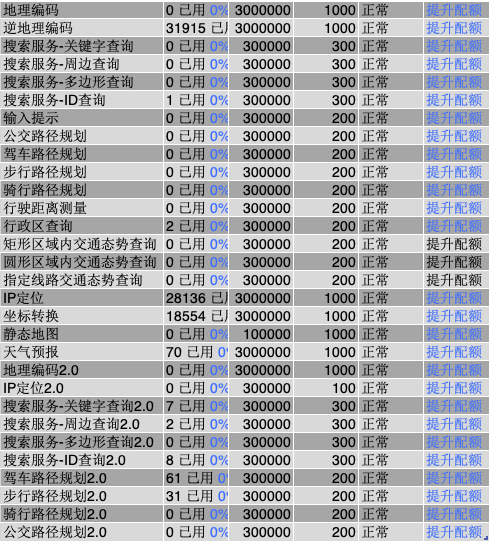 地理编码 0 已用 0% 3000000 1000 正常 提升配额
逆地理编码 31915 已用 3000000 1000 正常 提升配额
搜索服务-关键字查询 0 已用 0% 300000 300 正常 提升配额
搜索服务-周边查询 0 已用 0% 300000 300 正常 提升配额
搜索服务-多边形查询 0 已用 0% 300000 300 正常 提升配额
搜索服务-ID查询 1 已用 0% 300000 300 正常 提升配额
输入提示 0 已用 0% 300000 200 正常 提升配额
公交路径规划 0 已用 0% 300000 200 正常 提升配额
驾车路径规划 0 已用 0% 300000 200 正常 提升配额
步行路径规划 0 已用 0% 300000 200 正常 提升配额
骑行路径规划 0 已用 0% 300000 200 正常 提升配额
行驶距离测量 0 已用 0% 300000 200 正常 提升配额
行政区查询 2 已用 0% 300000 200 正常 提升配额
矩形区域内交通态势查询 0 已用 0% 300000 200 正常 提升配额
圆形区域内交通态势查询 0 已用 0% 300000 200 正常 提升配额
指定线路交通态势查询 0 已用 0% 300000 200 正常 提升配额
IP定位 28136 已用 3000000 1000 正常 提升配额
坐标转换 18554 已用 3000000 1000 正常 提升配额
静态地图 0 已用 0% 100000 1000 正常 提升配额
天气预报 70 已用 0% 3000000 1000 正常 提升配额
地理编码2.0 0 已用 0% 3000000 1000 正常 提升配额
IP定位2.0 0 已用 0% 300000 100 正常 提升配额
搜索服务-关键字查询2.0 7 已用 0% 300000 300 正常 提升配额
搜索服务-周边查询2.0 2 已用 0% 300000 300 正常 提升配额
搜索服务-多边形查询2.0 0 已用 0% 300000 300 正常 提升配额
搜索服务-ID查询2.0 8 已用 0% 300000 300 正常 提升配额
驾车路径规划2.0 61 已用 0% 300000 200 正常 提升配额
步行路径规划2.0 31 已用 0% 300000 200 正常 提升配额
骑行路径规划2.0 0 已用 0% 300000 200 正常 提升配额
公交路径规划2.0 0 已用 0% 300000 200 正常 提升配额